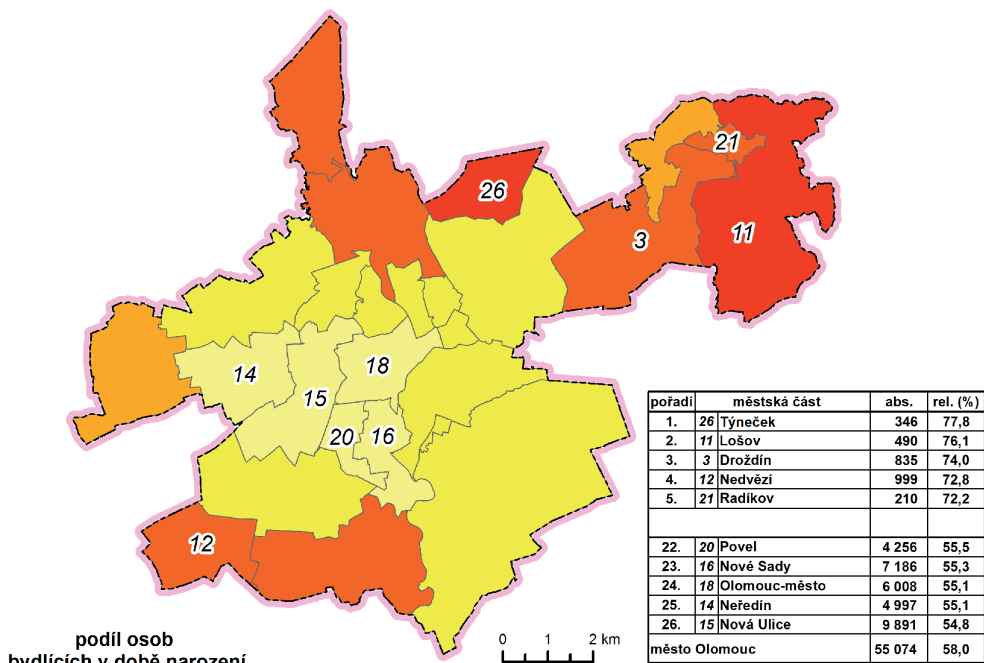 26
21
3
11
14
15
18
20
16
12
podíl osob
bydlících v době narození
0 1 2 km
pořadí městská část abs. rel. (%)
1. 26 Týneček 346 77,8
2. 11 Lošov 490 76,1
3. 3 Droždín 835 74,0
4. 12 Nedvězí 999 72,8
5. 21 Radíkov 210 72,2
22. 20 Povel 4 256 55,5
23. 16 Nové Sady 7 186 55,3
24. 18 Olomouc-město 6 008 55,1
25. 14 Neředín 4 997 55,1
26. 15 Nová Ulice 9 891 54,8
město Olomouc 55 074 58,0